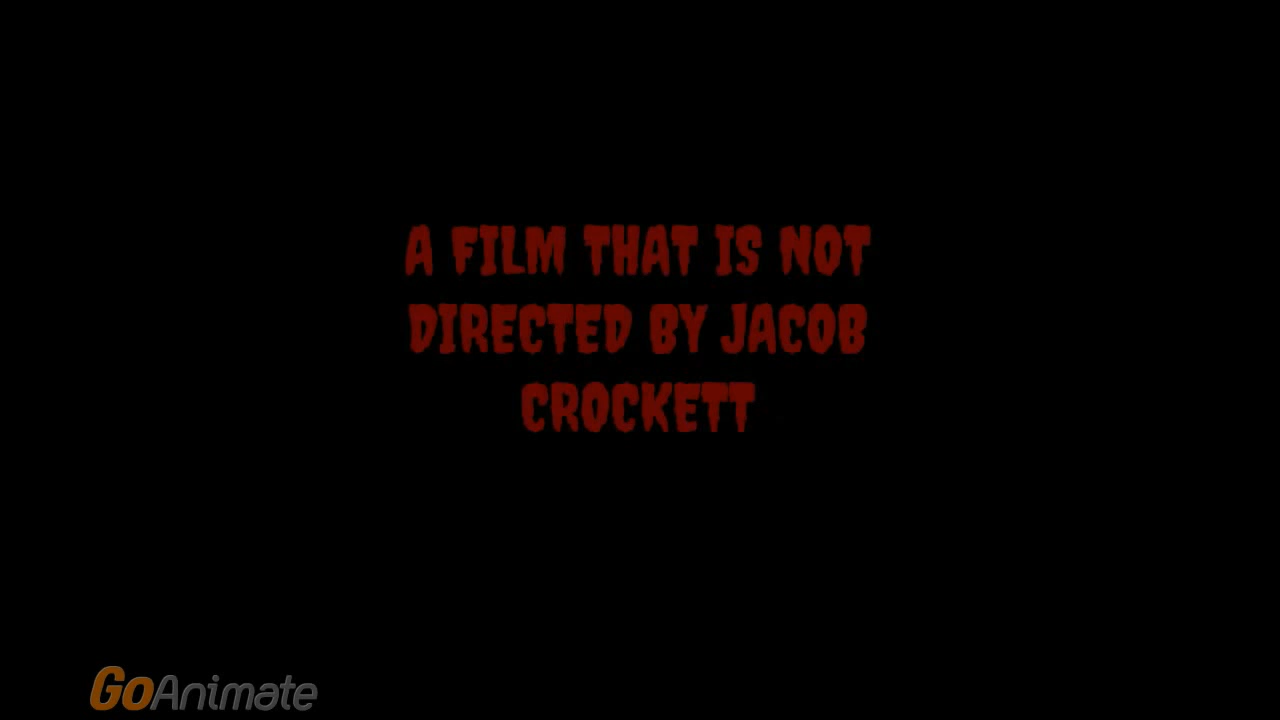 A FILM THAT IS NOT
DIRECTED BY JACOB
CROCKETT
GoAnimate